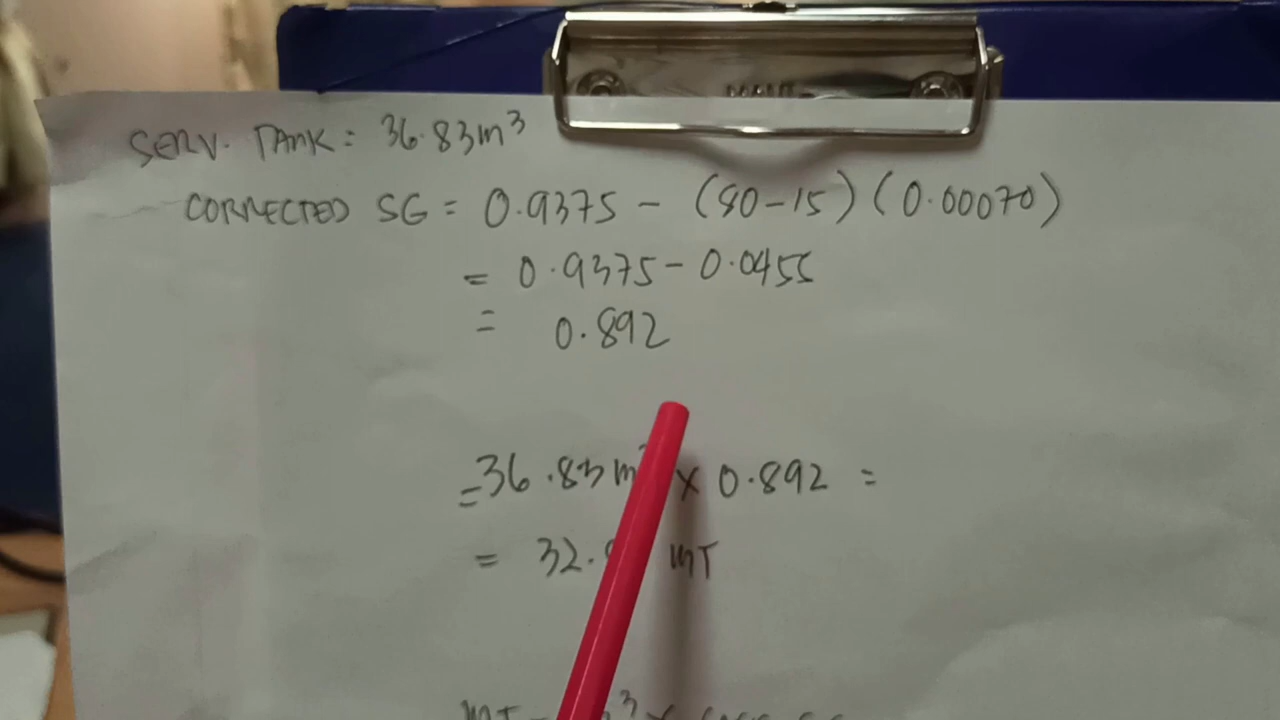 SERV. TANK = 36.83m³
CORRECTED SG = 0.9375 - (80-15)(0.00070)
= 0.9375 - 0.0455
= 0.892
= 36.83 m × 0.892 =
= 32. MT
MT